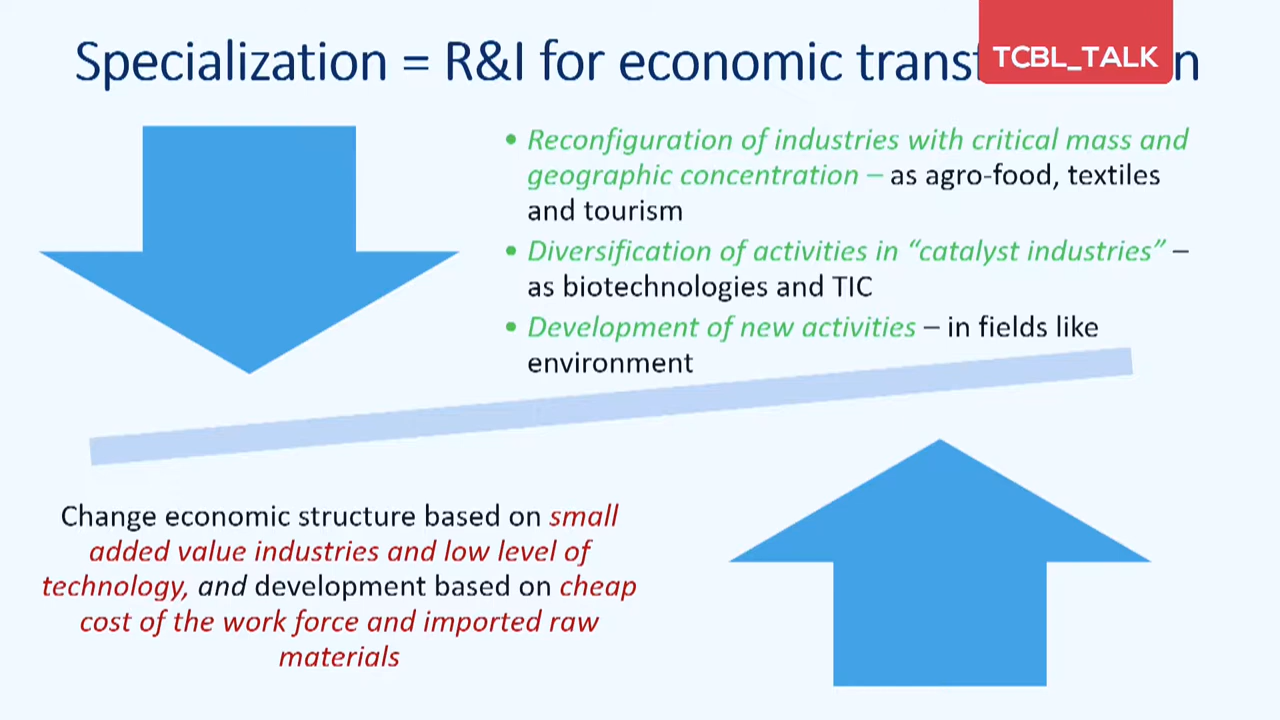 Specialization = R&I for economic
TCBL_TALK
• Reconfiguration of industries with critical mass and
geographic concentration – as agro-food, textiles
and tourism
• Diversification of activities in “catalyst industries” –
as biotechnologies and TIC
• Development of new activities – in fields like
environment
Change economic structure based on small
added value industries and low level of
technology, and development based on cheap
cost of the work force and imported raw
materials